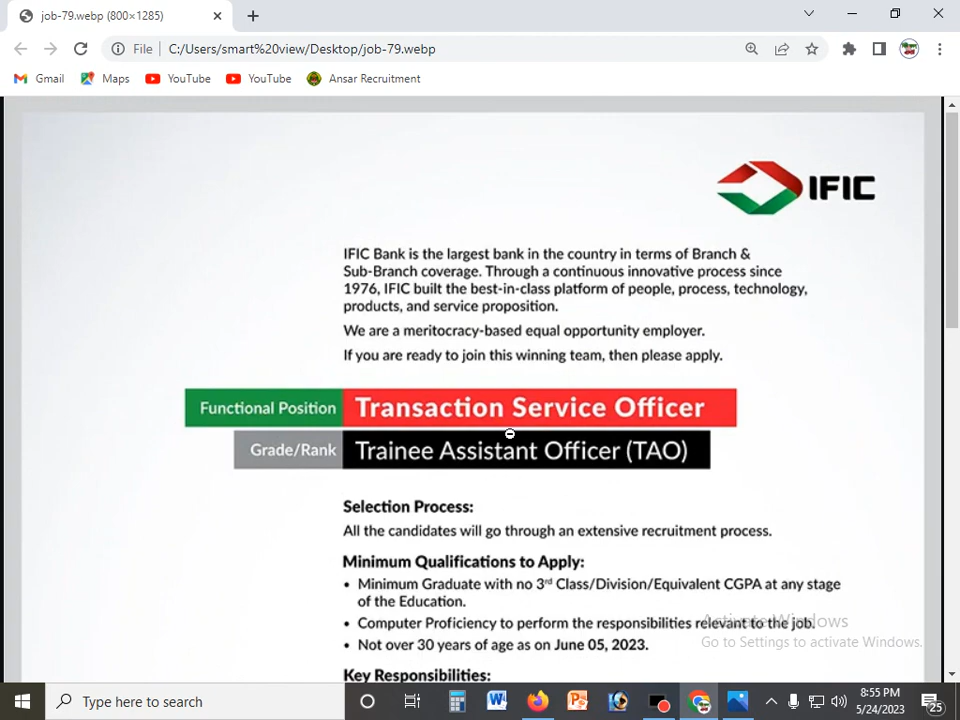 job-79.webp (800×1285)
File
C:/Users/smart%20view/Desktop/job-79.webp
Gmail
Maps
YouTube
YouTube
Ansar Recruitment
IFIC
IFIC Bank is the largest bank in the country in terms of Branch &
Sub-Branch coverage. Through a continuous innovative process since
1976, IFIC built the best-in-class platform of people, process, technology,
products, and service proposition.
We are a meritocracy-based equal opportunity employer.
If you are ready to join this winning team, then please apply.
Functional Position Transaction Service Officer
Grade/Rank Trainee Assistant Officer (TAO)
Selection Process:
All the candidates will go through an extensive recruitment process.
Minimum Qualifications to Apply:
• Minimum Graduate with no 3rd Class/Division/Equivalent CGPA at any stage
of the Education.
• Computer Proficiency to perform the responsibilities relevant to the job.
• Not over 30 years of age as on June 05, 2023.
Key Responsibilities:
Activate Windows
Go to Settings to activate Windows.
Type here to search
8:55 PM
5/24/2023
25